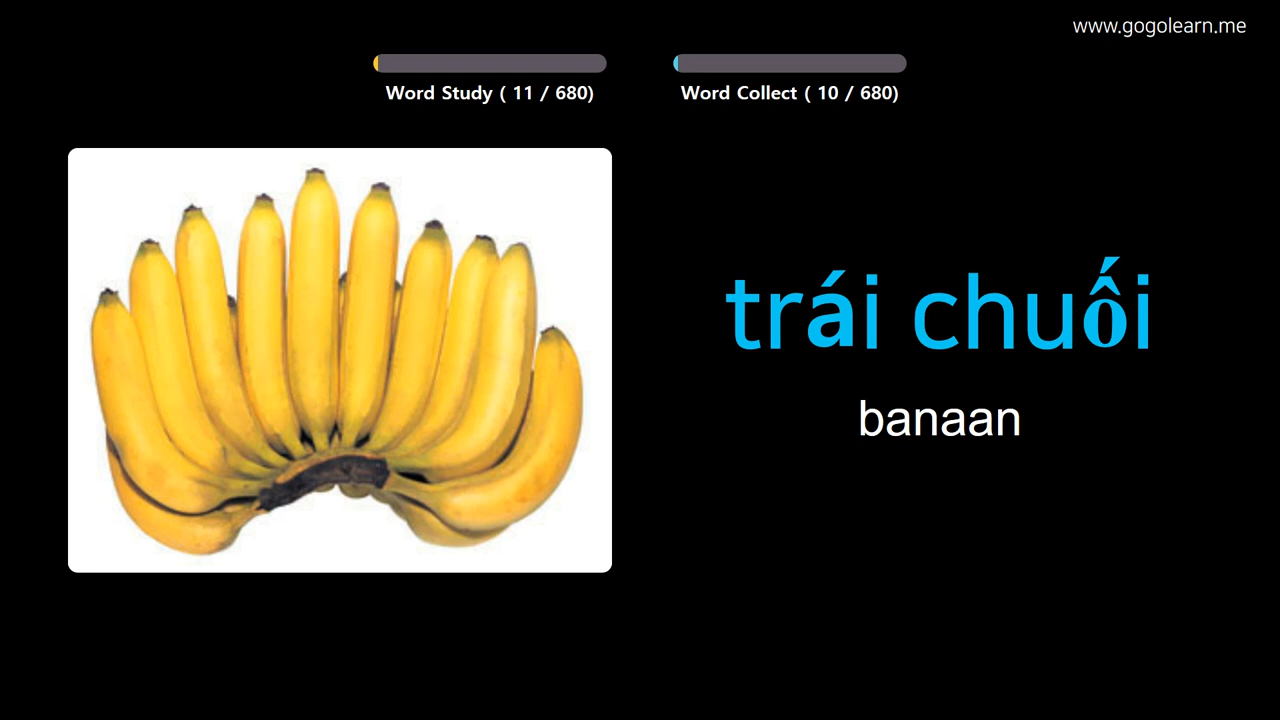 www.gogolearn.me
Word Study ( 11 / 680)
Word Collect ( 10 / 680)
trái chuối
banaan